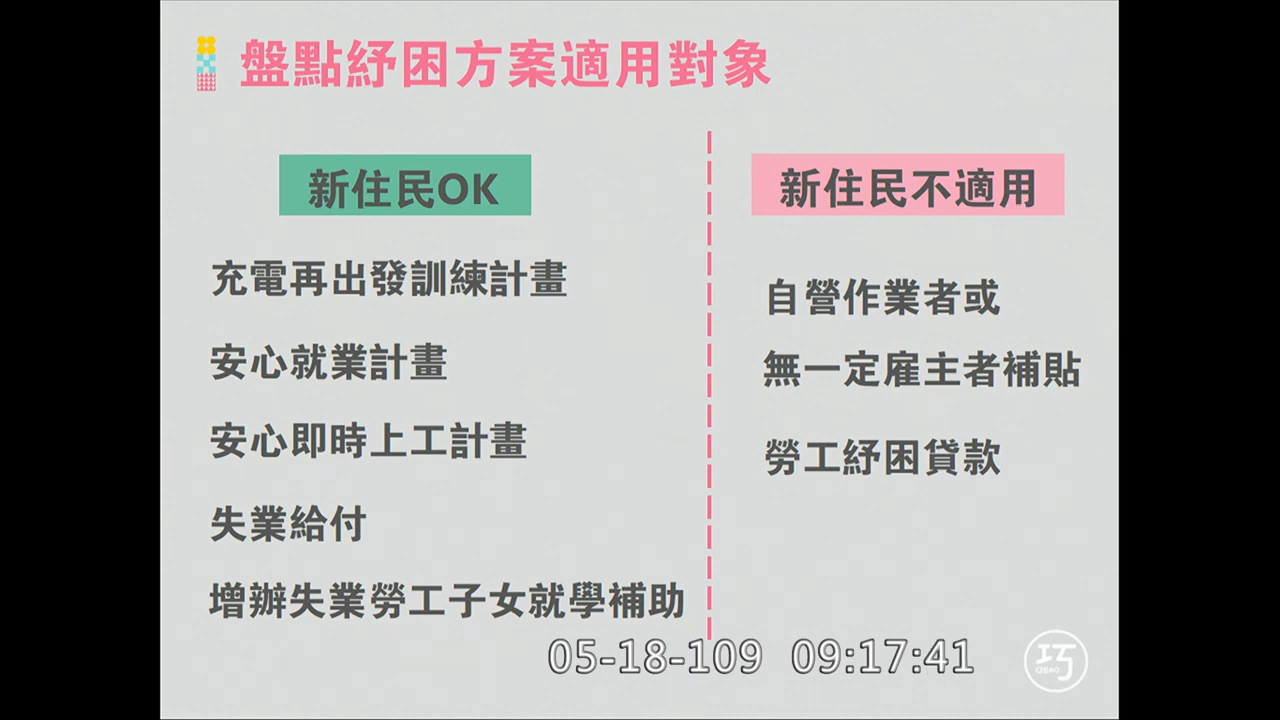 盤點紓困方案適用對象
新住民OK
充電再出發訓練計畫
安心就業計畫
安心即時上工計畫
失業給付
增辦失業勞工子女就學補助
新住民不適用
自營作業者或
無一定雇主者補貼
勞工紓困貸款
05-18-109 09:17:41
巧